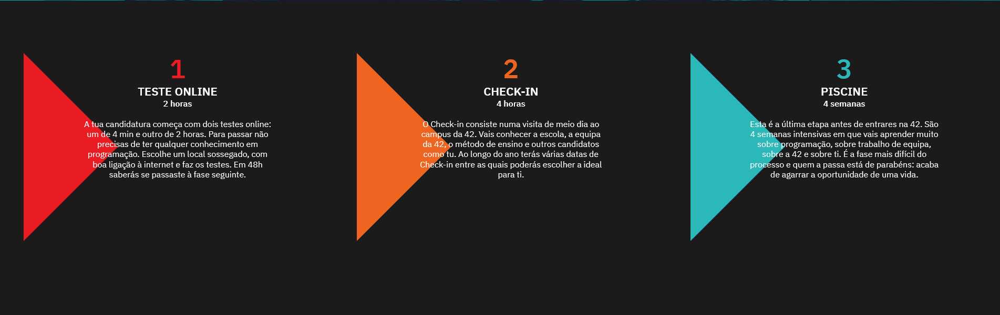 1
TESTE ONLINE
2 horas
A tua candidatura começa com dois testes online:
um de 4 min e outro de 2 horas. Para passar não
precisas de ter qualquer conhecimento em
programação. Escolhe um local sossegado, com
boa ligação à internet e faz os testes. Em 48h
saberás se passaste à fase seguinte.
2
CHECK-IN
4 horas
O Check-in consiste numa visita de meio dia ao
campus da 42. Vais conhecer a escola, a equipa
da 42, o método de ensino e outros candidatos
como tu. Ao longo do ano terás várias datas de
Check-in entre as quais poderás escolher a ideal
para ti.
3
PISCINE
4 semanas
Esta é a última etapa antes de entrares na 42. São
4 semanas intensivas em que vais aprender muito
sobre programação, sobre trabalho de equipa,
sobre a 42 e sobre ti. É a fase mais difícil do
processo e quem a passa está de parabéns: acaba
de agarrar a oportunidade de uma vida.